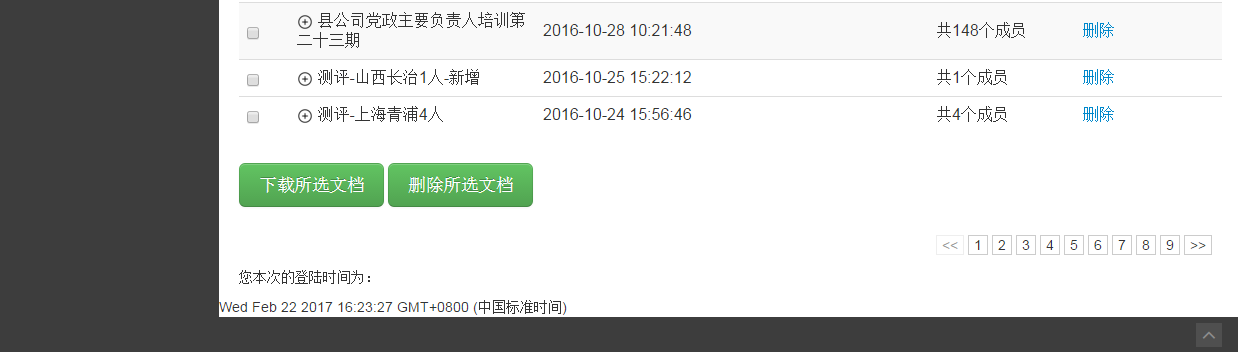 县公司党政主要负责人培训第
二十三期
2016-10-28 10:21:48
共148个成员
删除
测评-山西长治1人-新增
2016-10-25 15:22:12
共1个成员
删除
测评-上海青浦4人
2016-10-24 15:56:46
共4个成员
删除
下载所选文档
删除所选文档
<< 1 2 3 4 5 6 7 8 9 >>
您本次的登陆时间为：
Wed Feb 22 2017 16:23:27 GMT+0800 (中国标准时间)